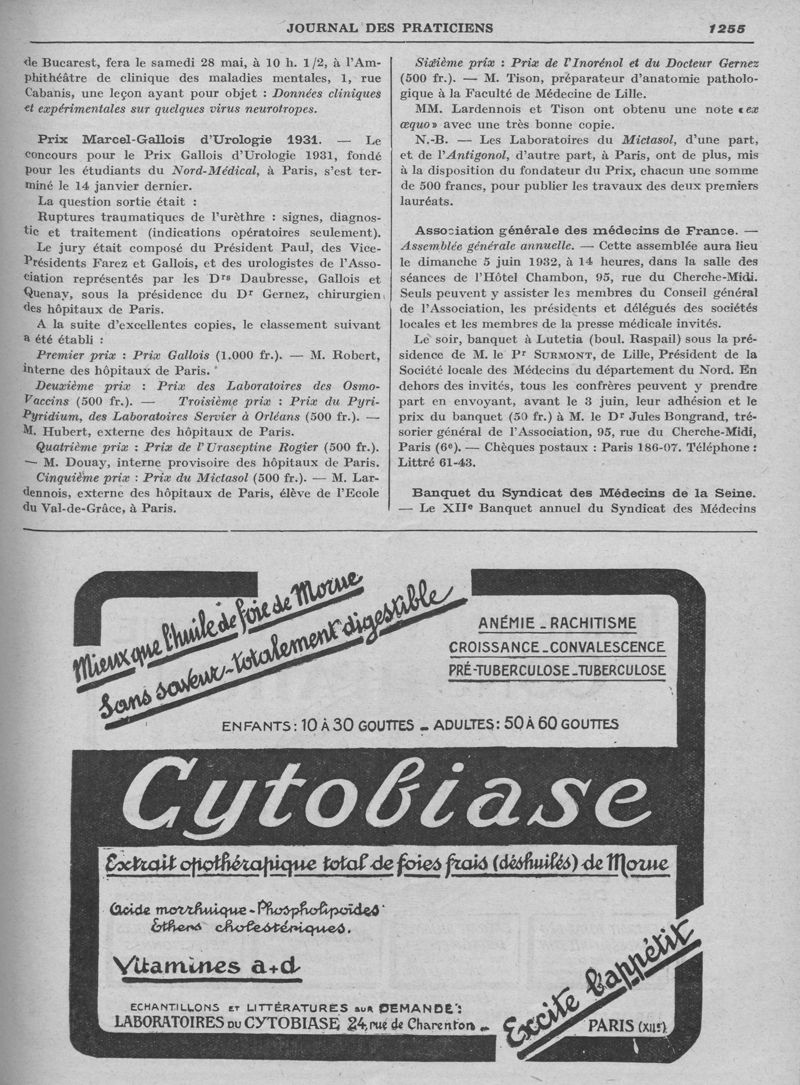 JOURNAL DES PRATICIENS 1255
de Bucarest, fera le samedi 28 mai, à 10 h. 1/2, à l'Am-
phithéâtre de clinique des maladies mentales, 1, rue
Cabanis, une leçon ayant pour objet : Données cliniques
et expérimentales sur quelques virus neurotropes.
Prix Marcel-Gallois d'Urologie 1931. — Le
concours pour le Prix Gallois d'Urologie 1931, fondé
pour les étudiants du Nord-Médical, à Paris, s'est ter-
miné le 14 janvier dernier.
La question sortie était :
Ruptures traumatiques de l'urèthre : signes, diagnos-
tic et traitement (indications opératoires seulement).
Le jury était composé du Président Paul, des Vice-
Présidents Farez et Gallois, et des urologistes de l'Asso-
ciation représentés par les Drs Daubresse, Gallois et
Quenay, sous la présidence du Dr Gernez, chirurgien
des hôpitaux de Paris.
A la suite d'excellentes copies, le classement suivant
a été établi :
Premier prix : Prix Gallois (1.000 fr.). — M. Robert,
interne des hôpitaux de Paris.
Deuxième prix : Prix des Laboratoires des Osmo-
Vaccins (500 fr.). — Troisième prix : Prix du Pyri-
Pyridium, des Laboratoires Servier à Orléans (500 fr.). —
M. Hubert, externe des hôpitaux de Paris.
Quatrième prix : Prix de l'Uraseptine Rogier (500 fr.).
— M. Douay, interne provisoire des hôpitaux de Paris.
Cinquième prix : Prix du Mictasol (500 fr.). — M. Lar-
dennois, externe des hôpitaux de Paris, élève de l'Ecole
du Val-de-Grâce, à Paris.
Sixième prix : Prix de l'Inorénol et du Docteur Gernez
(500 fr.). — M. Tison, préparateur d'anatomie patholo-
gique à la Faculté de Médecine de Lille.
MM. Lardennois et Tison ont obtenu une note « ex
æquo » avec une très bonne copie.
N.-B. — Les Laboratoires du Mictasol, d'une part,
et de l'Antigonol, d'autre part, à Paris, ont de plus, mis
à la disposition du fondateur du Prix, chacun une somme
de 500 francs, pour publier les travaux des deux premiers
lauréats.
Association générale des médecins de France. —
Assemblée générale annuelle. — Cette assemblée aura lieu
le dimanche 5 juin 1932, à 14 heures, dans la salle des
séances de l'Hôtel Chambon, 95, rue du Cherche-Midi.
Seuls peuvent y assister les membres du Conseil général
de l'Association, les présidents et délégués des sociétés
locales et les membres de la presse médicale invités.
Le soir, banquet à Lutetia (boul. Raspail) sous la pré-
sidence de M. le Pr SURMONT, de Lille, Président de la
Société locale des Médecins du département du Nord. En
dehors des invités, tous les confrères peuvent y prendre
part en envoyant, avant le 3 juin, leur adhésion et le
prix du banquet (50 fr.) à M. le Dr Jules Bongrand, tré-
sorier général de l'Association, 95, rue du Cherche-Midi,
Paris (6e). — Chèques postaux : Paris 186-07. Téléphone :
Littré 61-43.
Banquet du Syndicat des Médecins de la Seine.
— Le XIIe Banquet annuel du Syndicat des Médecins
Mieux que l'huile de foie de Morue
Sans saveur - totalement digestible
ANÉMIE - RACHITISME
CROISSANCE - CONVALESCENCE
PRÉ-TUBERCULOSE - TUBERCULOSE
ENFANTS : 10 À 30 GOUTTES - ADULTES : 50 À 60 GOUTTES
Cytobiase
Extrait opothérapique total de foies frais (déshuilés) de Morue
Acide morrhuique - Phospholipoïdes
Ethers cholestériques.
Vitamines a+d
ECHANTILLONS ET LITTÉRATURES SUR DEMANDE :
LABORATOIRES DU CYTOBIASE, 24, rue de Charenton - PARIS (XIIe)
Excite l'appétit